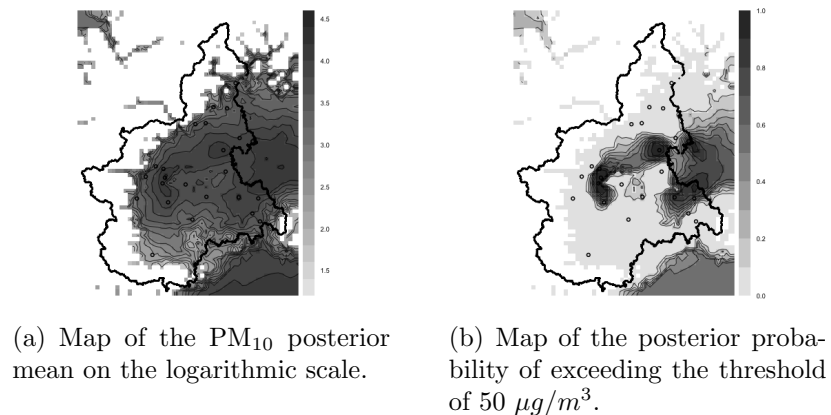 4.5
4.0
3.5
3.0
2.5
2.0
1.5
1.0
0.8
0.6
0.4
0.2
0.0
(a) Map of the PM₁₀ posterior
mean on the logarithmic scale.
(b) Map of the posterior proba-
bility of exceeding the threshold
of 50 μg/m³.